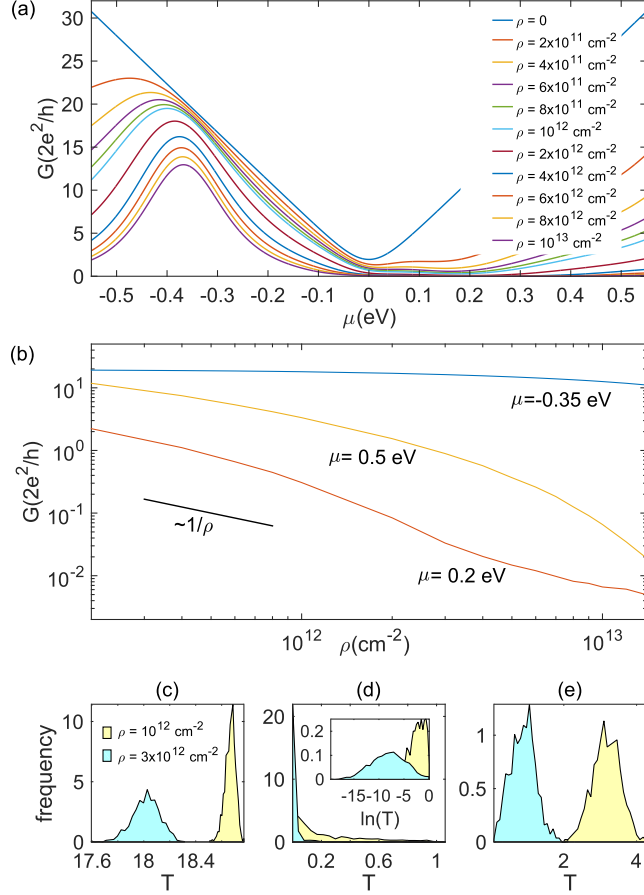 (a)
G(2e²/h)
30
25
20
15
10
5
0
ρ = 0
ρ = 2x10¹¹ cm⁻²
ρ = 4x10¹¹ cm⁻²
ρ = 6x10¹¹ cm⁻²
ρ = 8x10¹¹ cm⁻²
ρ = 10¹² cm⁻²
ρ = 2x10¹² cm⁻²
ρ = 4x10¹² cm⁻²
ρ = 6x10¹² cm⁻²
ρ = 8x10¹² cm⁻²
ρ = 10¹³ cm⁻²
-0.5 -0.4 -0.3 -0.2 -0.1 0 0.1 0.2 0.3 0.4 0.5
μ(eV)
(b)
G(2e²/h)
10¹
10⁰
10⁻¹
10⁻²
μ=-0.35 eV
μ= 0.5 eV
~1/ρ
μ= 0.2 eV
10¹² 10¹³
ρ(cm⁻²)
(c)
frequency
10
5
0
ρ = 10¹² cm⁻²
ρ = 3x10¹² cm⁻²
17.6 18 18.4
T
(d)
20
10
0
0.2
0.1
0
-15 -10 -5 0
ln(T)
0.2 0.6 1
T
(e)
1
0.5
0
2 4
T